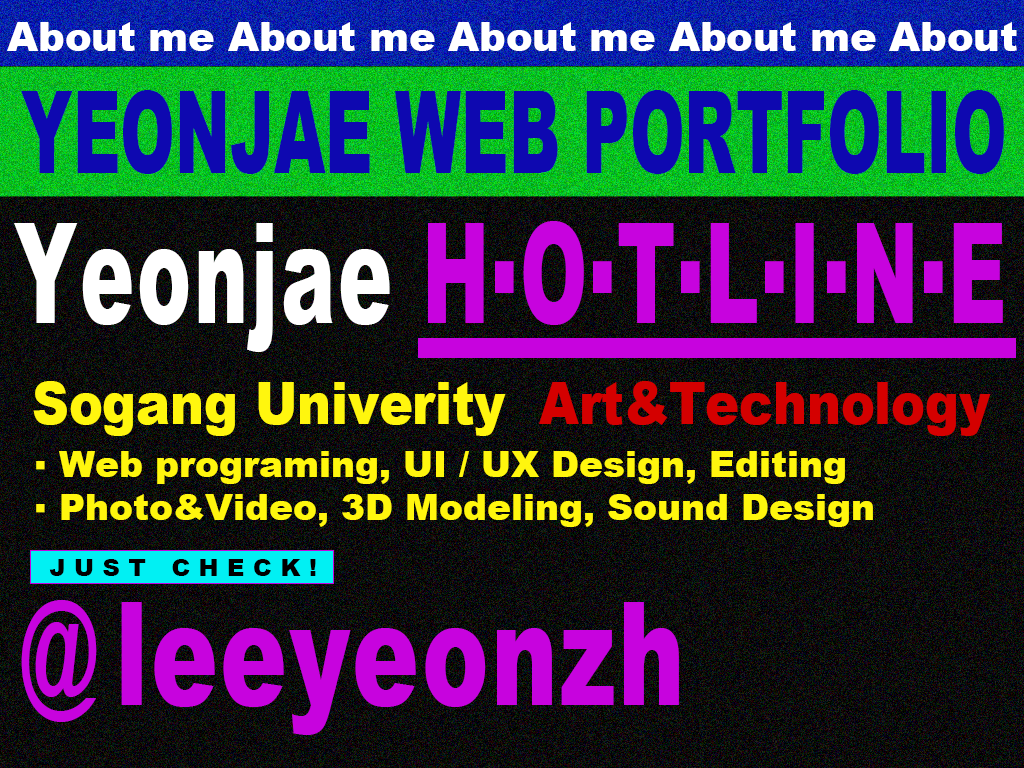 About me About me About me About me About
YEONJAE WEB PORTFOLIO
Yeonjae H·O·T·L·I·N·E
Sogang Univerity Art&Technology
▪ Web programing, UI / UX Design, Editing
▪ Photo&Video, 3D Modeling, Sound Design
JUST CHECK!
@leeyeonzh